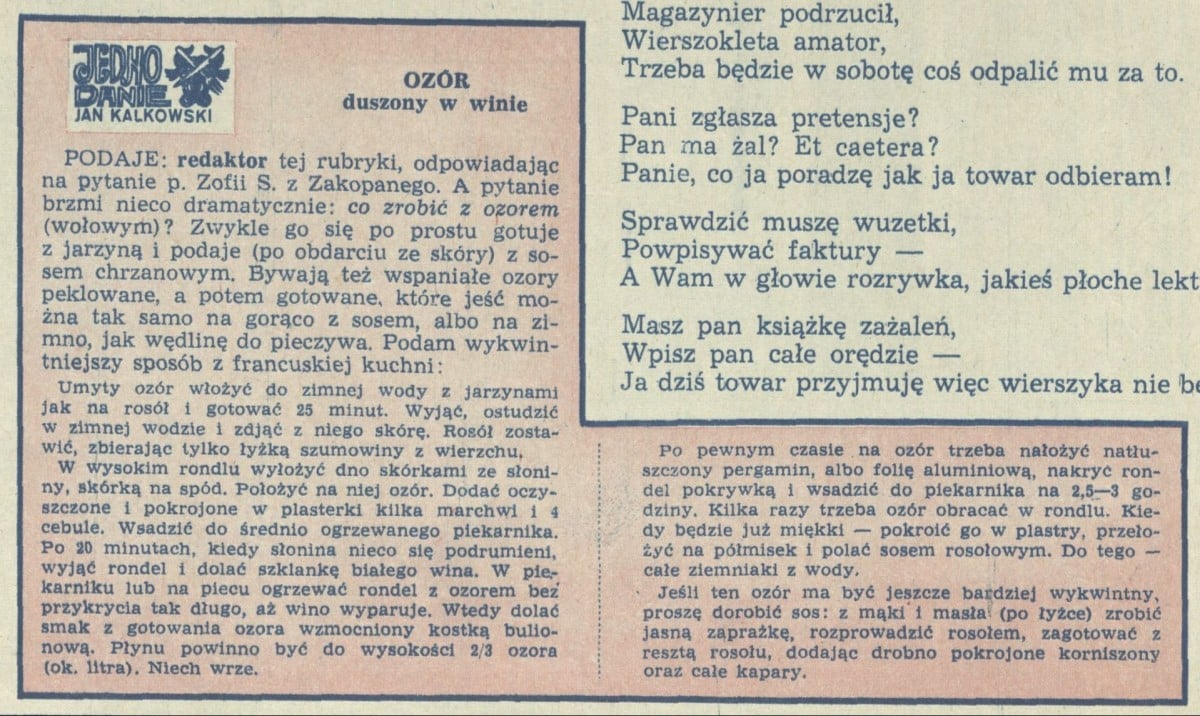 JEDNO
DANIE
JAN KALKOWSKI
OZÓR
duszony w winie
PODAJE: redaktor tej rubryki, odpowiadając
na pytanie p. Zofii S. z Zakopanego. A pytanie
brzmi nieco dramatycznie: co zrobić z ozorem
(wołowym)? Zwykle go się po prostu gotuje
z jarzyną i podaje (po obdarciu ze skóry) z so-
sem chrzanowym. Bywają też wspaniałe ozory
peklowane, a potem gotowane, które jeść mo-
żna tak samo na gorąco z sosem, albo na zi-
mno, jak wędlinę do pieczywa. Podam wykwin-
tniejszy sposób z francuskiej kuchni:
Umyty ozór włożyć do zimnej wody z jarzynami
jak na rosół i gotować 25 minut. Wyjąć, ostudzić
w zimnej wodzie i zdjąć z niego skórę. Rosół zosta-
wić, zbierając tylko łyżką szumowiny z wierzchu.
W wysokim rondlu wyłożyć dno skórkami ze słoni-
ny, skórką na spód. Położyć na niej ozór. Dodać oczy-
szczone i pokrojone w plasterki kilka marchwi i 4
cebule. Wsadzić do średnio ogrzewanego piekarnika.
Po 20 minutach, kiedy słonina nieco się podrumieni,
wyjąć rondel i dolać szklankę białego wina. W pie-
karniku lub na piecu ogrzewać rondel z ozorem bez
przykrycia tak długo, aż wino wyparuje. Wtedy dolać
smak z gotowania ozora wzmocniony kostką bulio-
nową. Płynu powinno być do wysokości 2/3 ozora
(ok. litra). Niech wrze.
Po pewnym czasie na ozór trzeba nałożyć natłu-
szczony pergamin, albo folię aluminiową, nakryć ron-
del pokrywką i wsadzić do piekarnika na 2,5—3 go-
dziny. Kilka razy trzeba ozór obracać w rondlu. Kie-
dy będzie już miękki — pokroić go w plastry, przeło-
żyć na półmisek i polać sosem rosołowym. Do tego —
całe ziemniaki z wody.
Jeśli ten ozór ma być jeszcze bardziej wykwintny,
proszę dorobić sos: z mąki i masła (po łyżce) zrobić
jasną zaprażkę, rozprowadzić rosołem, zagotować z
resztą rosołu, dodając drobno pokrojone korniszony
oraz całe kapary.
Magazynier podrzucił,
Wierszokleta amator,
Trzeba będzie w sobotę coś odpalić mu za to.
Pani zgłasza pretensje?
Pan ma żal? Et caetera?
Panie, co ja poradzę jak ja towar odbieram!
Sprawdzić muszę wuzetki,
Powpisywać faktury —
A Wam w głowie rozrywka, jakieś płoche lekt
Masz pan książkę zażaleń,
Wpisz pan całe orędzie —
Ja dziś towar przyjmuję więc wierszyka nie bę